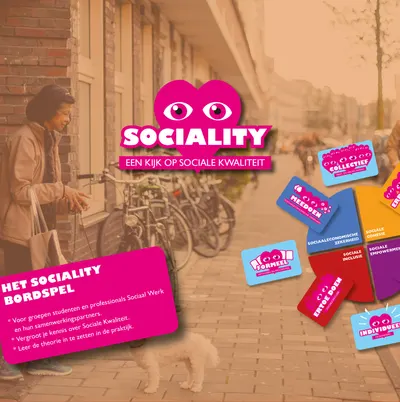 SOCIALITY
EEN KIJK OP SOCIALE KWALITEIT
COLLECTIEF
MEEDOEN
SOCIAALECONOMISCHE
ZEKERHEID
SOCIALE
COHESIE
FORMEEL
SOCIALE
INCLUSIE
SOCIALE
EMPOWERMENT
ERTOE DOEN
INDIVIDUEEL
HET SOCIALITY
BORDSPEL
* Voor groepen studenten en professionals Sociaal Werk
en hun samenwerkingspartners.
* Vergroot je kennis over Sociale Kwaliteit.
* Leer de theorie in te zetten in de praktijk.